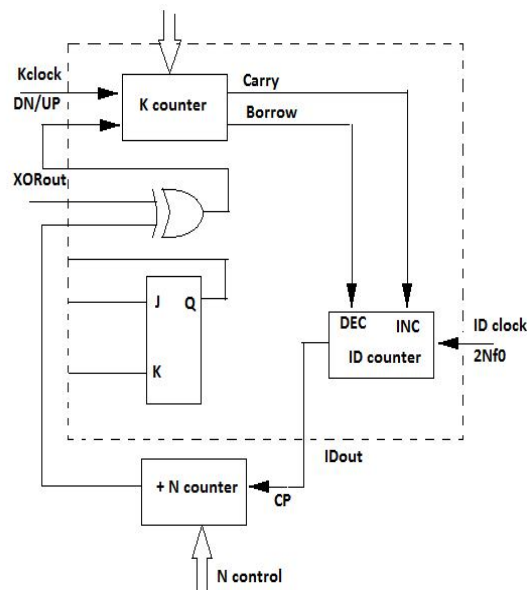 Kclock
DN/UP
K counter
Carry
Borrow
XORout
J Q
K
DEC INC
ID counter
ID clock
2Nf0
IDout
+ N counter
CP
N control